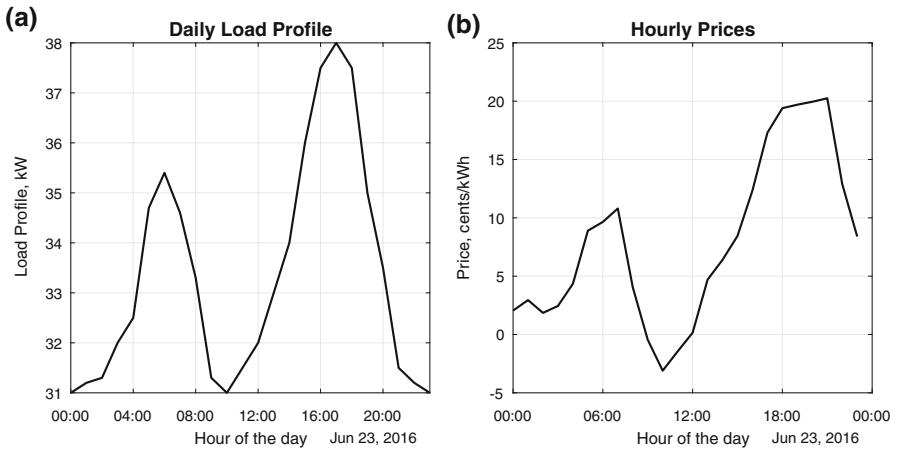 (a)
Daily Load Profile
38
37
36
35
34
33
32
31
Load Profile, kW
00:00 04:00 08:00 12:00 16:00 20:00
Hour of the day Jun 23, 2016
(b)
Hourly Prices
25
20
15
10
5
0
-5
Price, cents/kWh
00:00 06:00 12:00 18:00 00:00
Hour of the day Jun 23, 2016